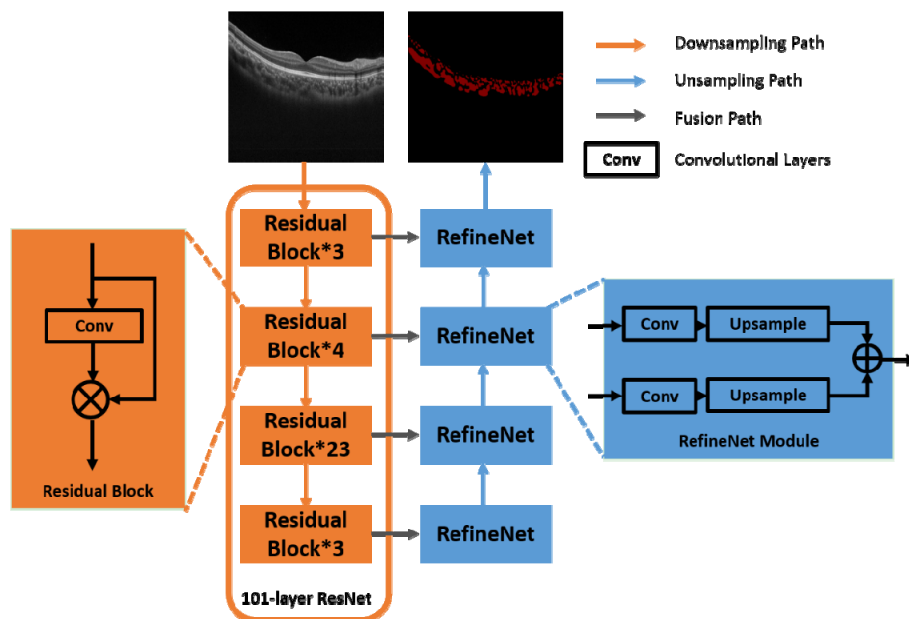 Downsampling Path
Unsampling Path
Fusion Path
Conv
Convolutional Layers
Residual
Block*3
RefineNet
Conv
Residual Block
Residual
Block*4
RefineNet
Conv
Upsample
Conv
Upsample
RefineNet Module
Residual
Block*23
RefineNet
Residual
Block*3
RefineNet
101-layer ResNet